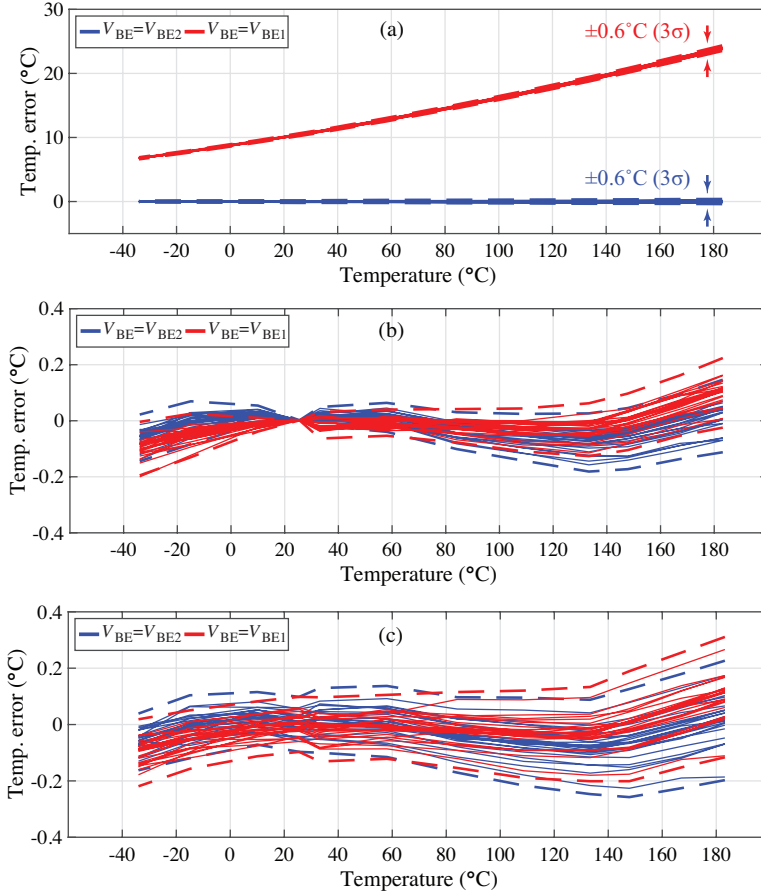 30
20
10
0
Temp. error (°C)
V_BE=V_BE2 V_BE=V_BE1
(a)
±0.6°C (3σ)
±0.6°C (3σ)
-40 -20 0 20 40 60 80 100 120 140 160 180
Temperature (°C)
0.4
0.2
0
-0.2
-0.4
Temp. error (°C)
V_BE=V_BE2 V_BE=V_BE1
(b)
-40 -20 0 20 40 60 80 100 120 140 160 180
Temperature (°C)
0.4
0.2
0
-0.2
-0.4
Temp. error (°C)
V_BE=V_BE2 V_BE=V_BE1
(c)
-40 -20 0 20 40 60 80 100 120 140 160 180
Temperature (°C)